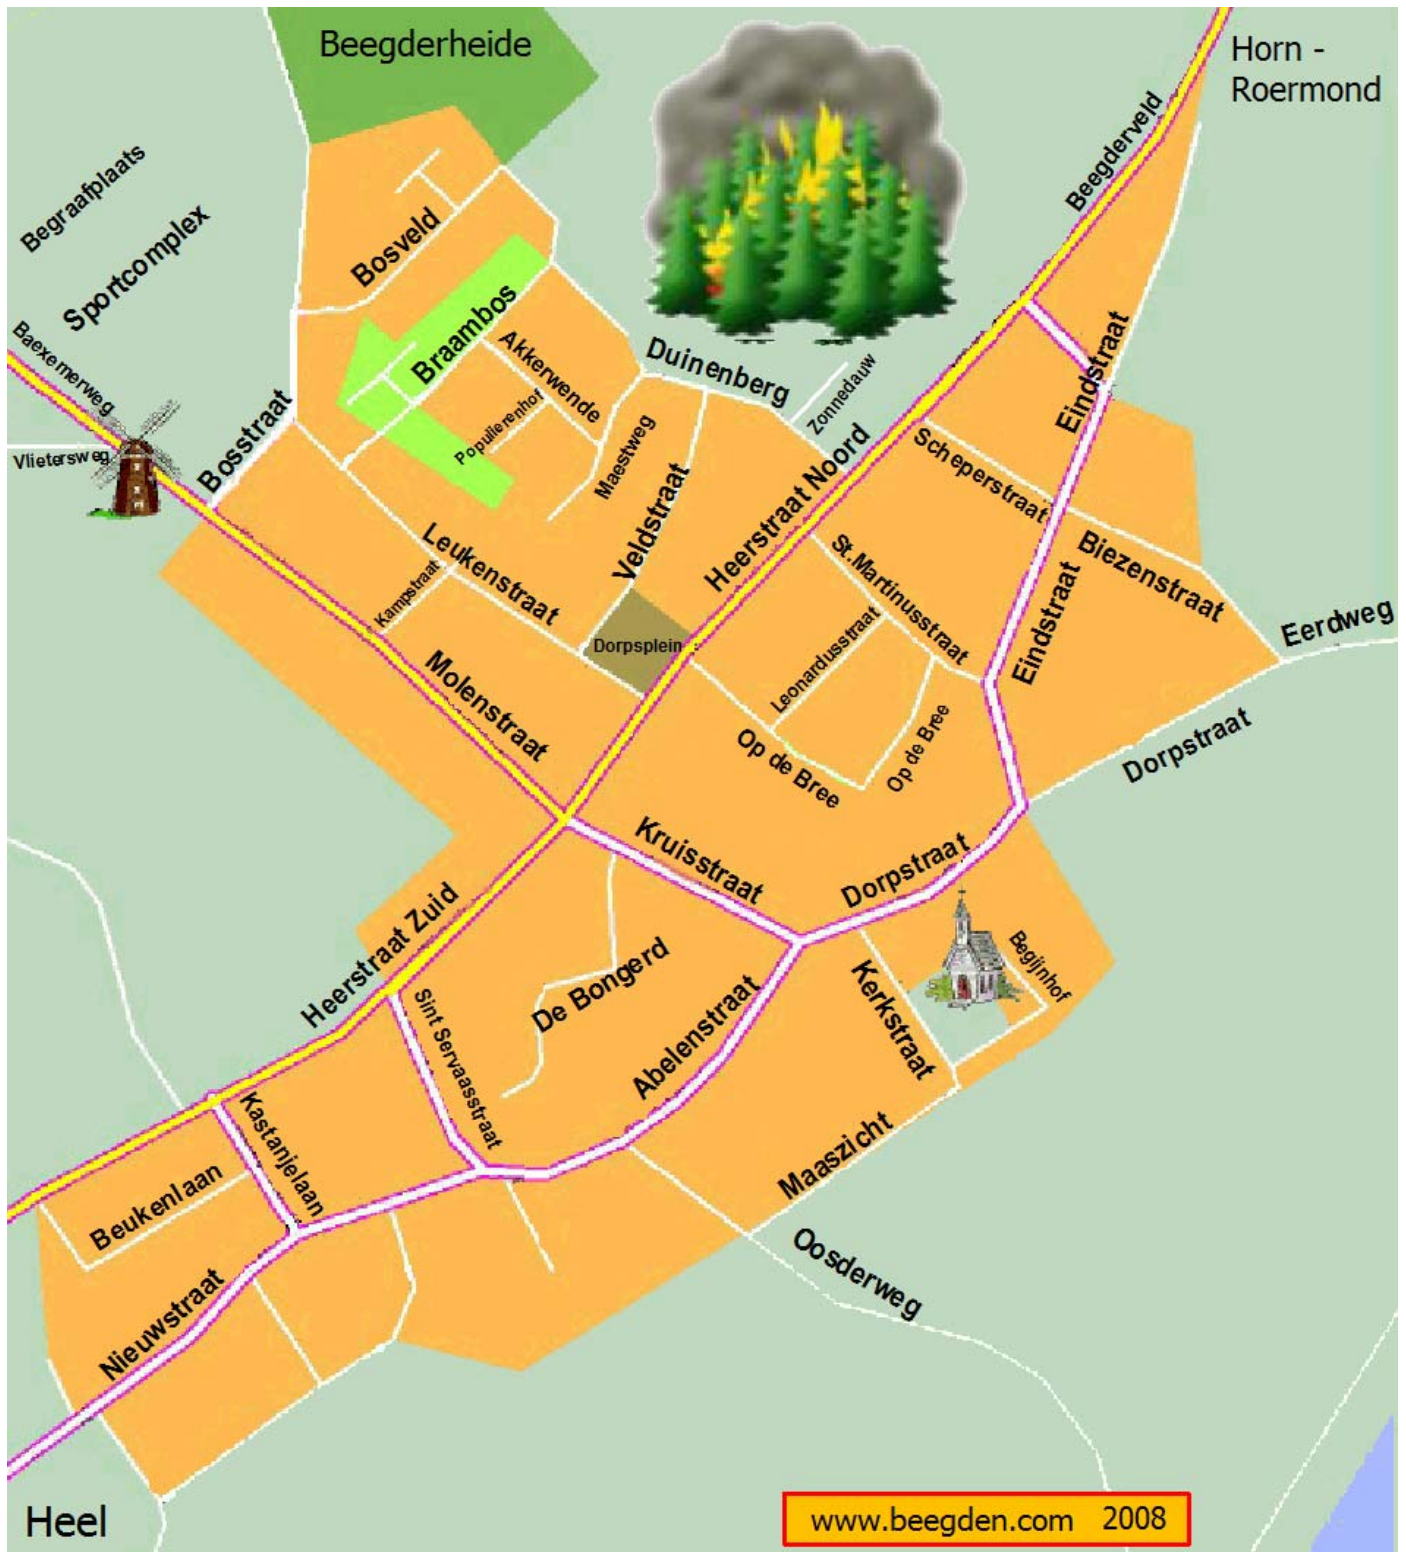 Beegderheide
Horn -
Roermond
Beegderveld
Begraafplaats
Sportcomplex
Bosveld
Baexemerweg
Braambos
Akkerwende
Duinenberg
Eindstraat
Zonnedauw
Populierenhof
Bosstraat
Vlietersweg
Maestweg
Scheperstraat
Heerstraat Noord
Veldstraat
Leukenstraat
St.Martinusstraat
Biezenstraat
Kampstraat
Eindstraat
Eerdweg
Dorpsplein
Leonardusstraat
Molenstraat
Op de Bree
Op de Bree
Dorpstraat
Kruisstraat
Dorpstraat
Heerstraat Zuid
De Bongerd
Begijnhof
Sint Servaasstraat
Abelenstraat
Kerkstraat
Kastanjelaan
Maaszicht
Beukenlaan
Oosderweg
Nieuwstraat
Heel
www.beegden.com 2008